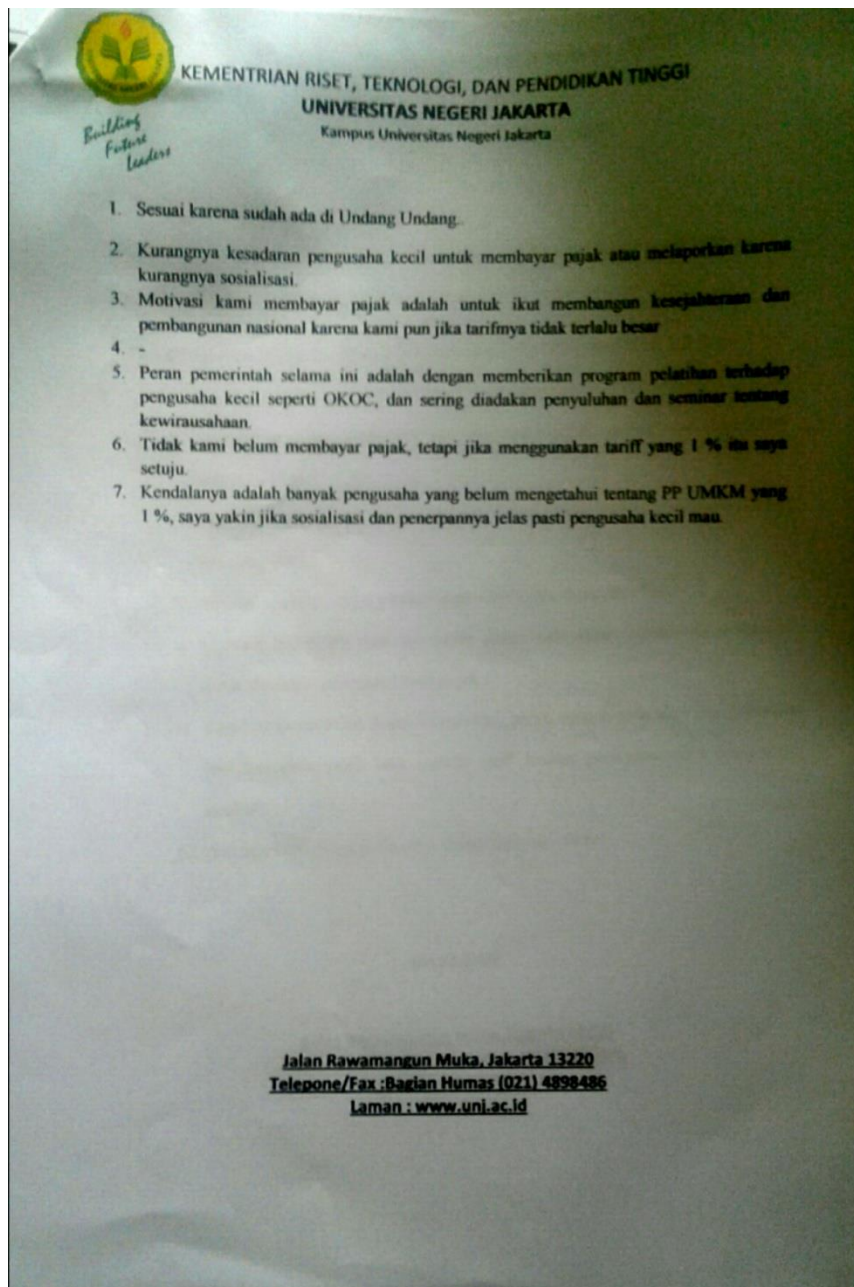 KEMENTRIAN RISET, TEKNOLOGI, DAN PENDIDIKAN TINGGI
UNIVERSITAS NEGERI JAKARTA
Kampus Universitas Negeri Jakarta
Building
Future
Leaders
1. Sesuai karena sudah ada di Undang Undang.
2. Kurangnya kesadaran pengusaha kecil untuk membayar pajak atau melaporkan karena
kurangnya sosialisasi.
3. Motivasi kami membayar pajak adalah untuk ikut membangun kesejahteraan dan
pembangunan nasional karena kami pun jika tarifmya tidak terlalu besar
4. -
5. Peran pemerintah selama ini adalah dengan memberikan program pelatihan terhadap
pengusaha kecil seperti OKOC, dan sering diadakan penyuluhan dan seminar tentang
kewirausahaan.
6. Tidak kami belum membayar pajak, tetapi jika menggunakan tariff yang 1 % itu saya
setuju.
7. Kendalanya adalah banyak pengusaha yang belum mengetahui tentang PP UMKM yang
1 %, saya yakin jika sosialisasi dan penerpannya jelas pasti pengusaha kecil mau.
Jalan Rawamangun Muka, Jakarta 13220
Telepone/Fax :Bagian Humas (021) 4898486
Laman : www.unj.ac.id